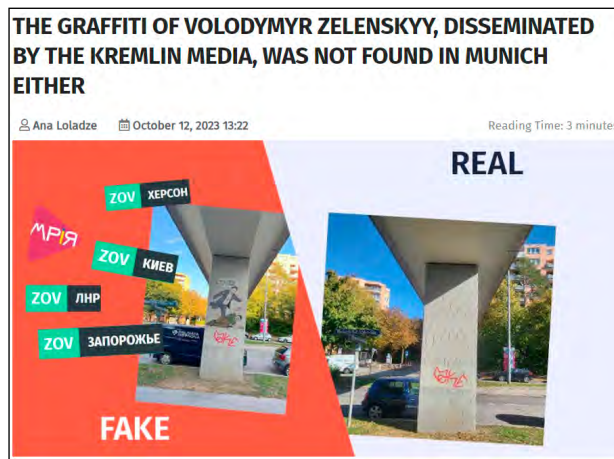 THE GRAFFITI OF VOLODYMYR ZELENSKYY, DISSEMINATED
BY THE KREMLIN MEDIA, WAS NOT FOUND IN MUNICH
EITHER
Ana Loladze October 12, 2023 13:22 Reading Time: 3 minute
REAL
ZOV ХЕРСОН
МРІЯ
ZOV КИЕВ
ZOV ЛНР
ZOV ЗАПОРОЖЬЕ
FAKE